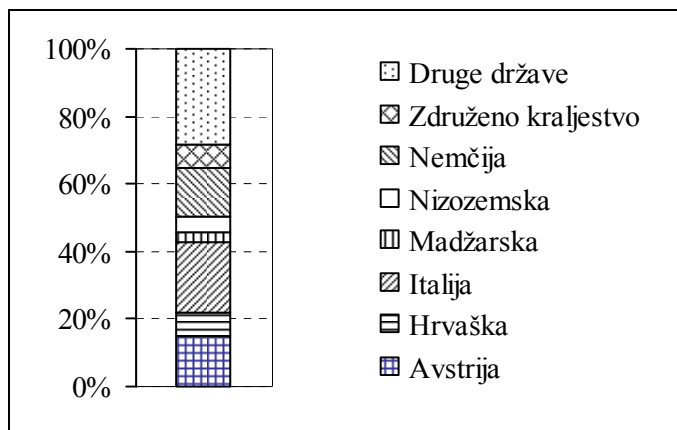 100%
80%
60%
40%
20%
0%
Druge države
Združeno kraljestvo
Nemčija
Nizozemska
Madžarska
Italija
Hrvaška
Avstrija